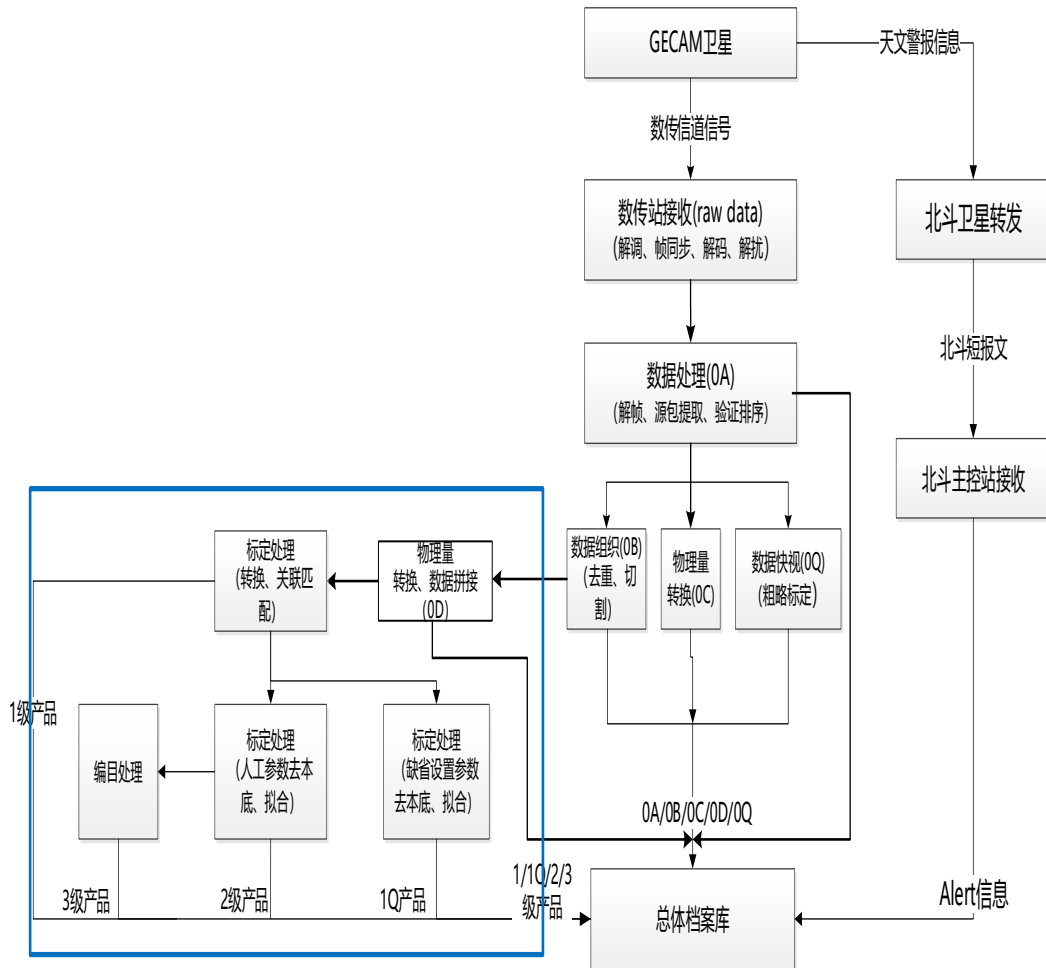 GECAM卫星
天文警报信息
数传信道信号
数传站接收(raw data)
(解调、帧同步、解码、解扰)
北斗卫星转发
北斗短报文
数据处理(0A)
(解帧、源包提取、验证排序)
北斗主控站接收
标定处理
(转换、关联匹
配)
物理量
转换、数据拼接
(0D)
数据组织(0B)
(去重、切
割)
物理量
转换(0C)
数据快视(0Q)
(粗略标定)
1级产品
编目处理
标定处理
(人工参数去本
底、拟合)
标定处理
(缺省设置参数
去本底、拟合)
0A/0B/0C/0D/0Q
3级产品
2级产品
1Q产品
1/1Q/2/3
级产品
总体档案库
Alert信息